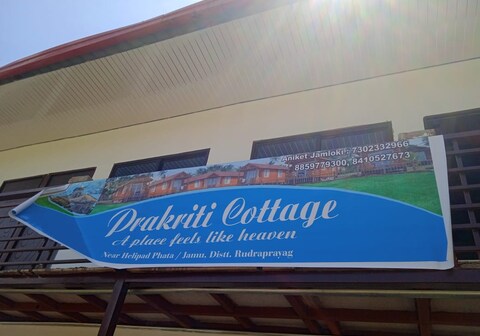 Aniket Jamloki: 7302332966
8859779300, 8410527673
Prakriti Cottage
A place feels like heaven
Near Helipad Phata / Jamu. Distt. Rudraprayag